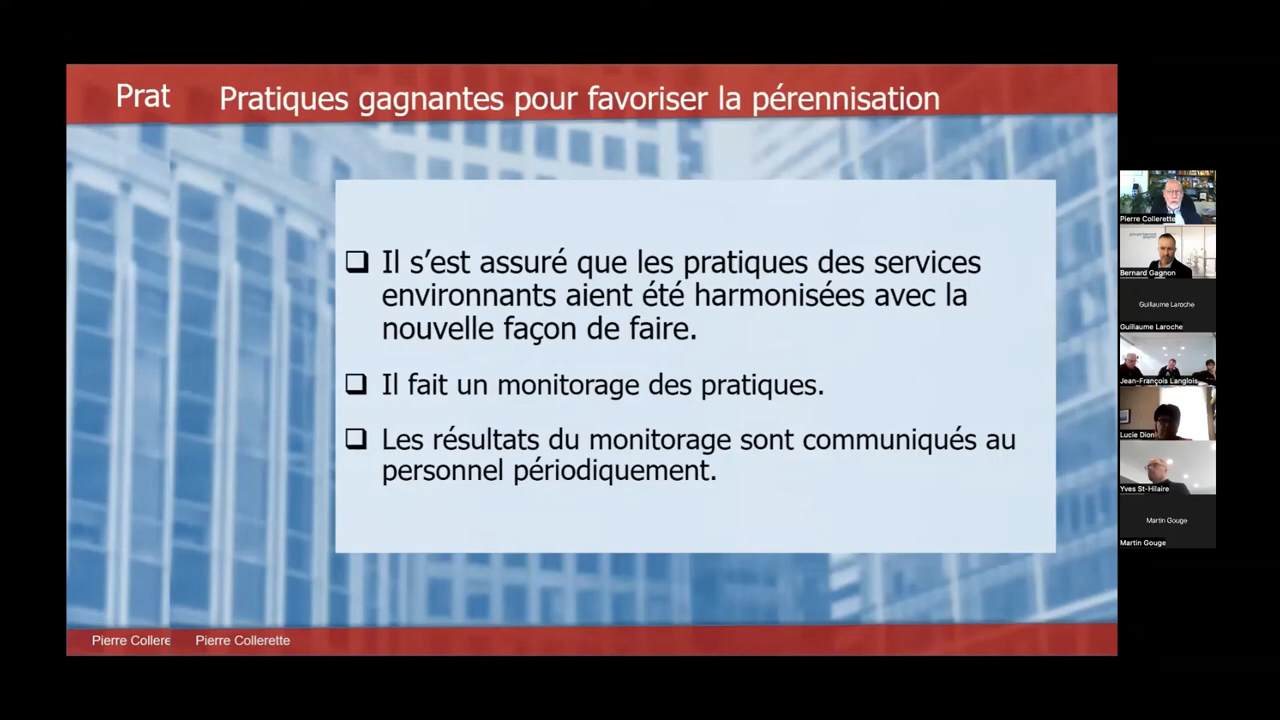 Prat
Pratiques gagnantes pour favoriser la pérennisation
❑ Il s’est assuré que les pratiques des services
environnants aient été harmonisées avec la
nouvelle façon de faire.
❑ Il fait un monitorage des pratiques.
❑ Les résultats du monitorage sont communiqués au
personnel périodiquement.
Pierre Collere
Pierre Collerette
Pierre Collerette
Bernard Gagnon
Guillaume Laroche
Guillaume Laroche
Jean-François Langlois
Lucie Dion
Yves St-Hilaire
Martin Gouge
Martin Gouge